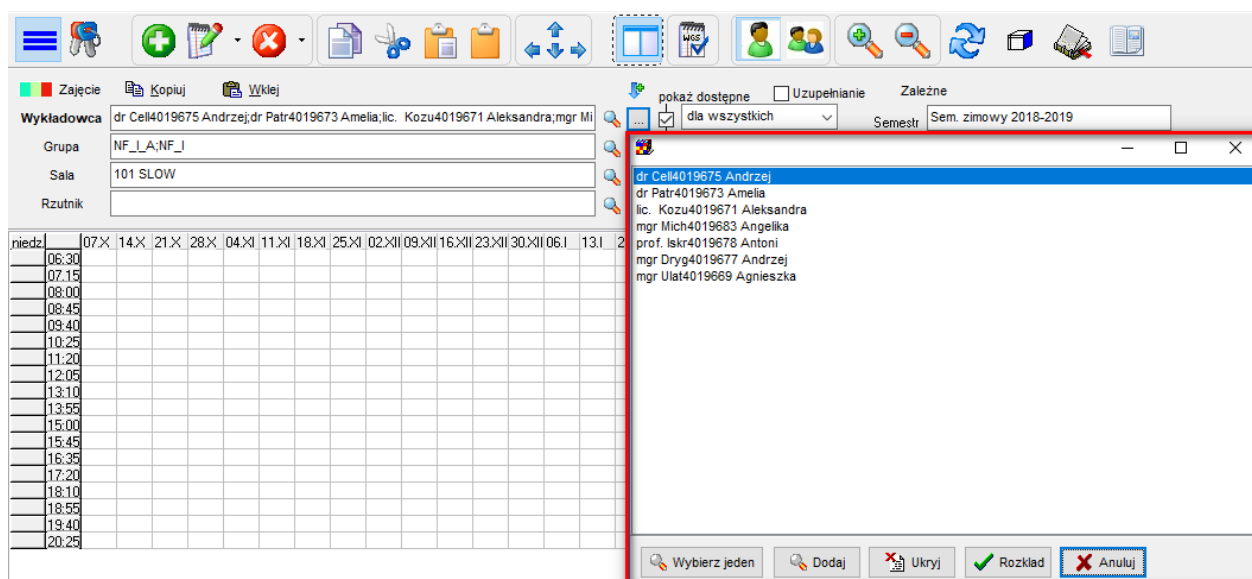 WGS
Zajęcie Kopiuj Wklej pokaż dostępne Uzupełnianie Zależne
Wykładowca dr Cell4019675 Andrzej;dr Patr4019673 Amelia;lic. Kozu4019671 Aleksandra;mgr Mi ... dla wszystkich Semestr Sem. zimowy 2018-2019
Grupa NF_I_A;NF_I
Sala 101 SLOW
Rzutnik
dr Cell4019675 Andrzej
dr Patr4019673 Amelia
lic. Kozu4019671 Aleksandra
mgr Mich4019683 Angelika
prof. Iskr4019678 Antoni
mgr Dryg4019677 Andrzej
mgr Ulat4019669 Agnieszka
niedz. 07.X 14.X 21.X 28.X 04.XI 11.XI 18.XI 25.XI 02.XII 09.XII 16.XII 23.XII 30.XII 06.I 13.I 2
06:30
07.15
08:00
08:45
09:40
10:25
11:20
12:05
13:10
13:55
15:00
15:45
16:35
17:20
18:10
18:55
19:40
20:25
Wybierz jeden Dodaj Ukryj Rozklad Anuluj